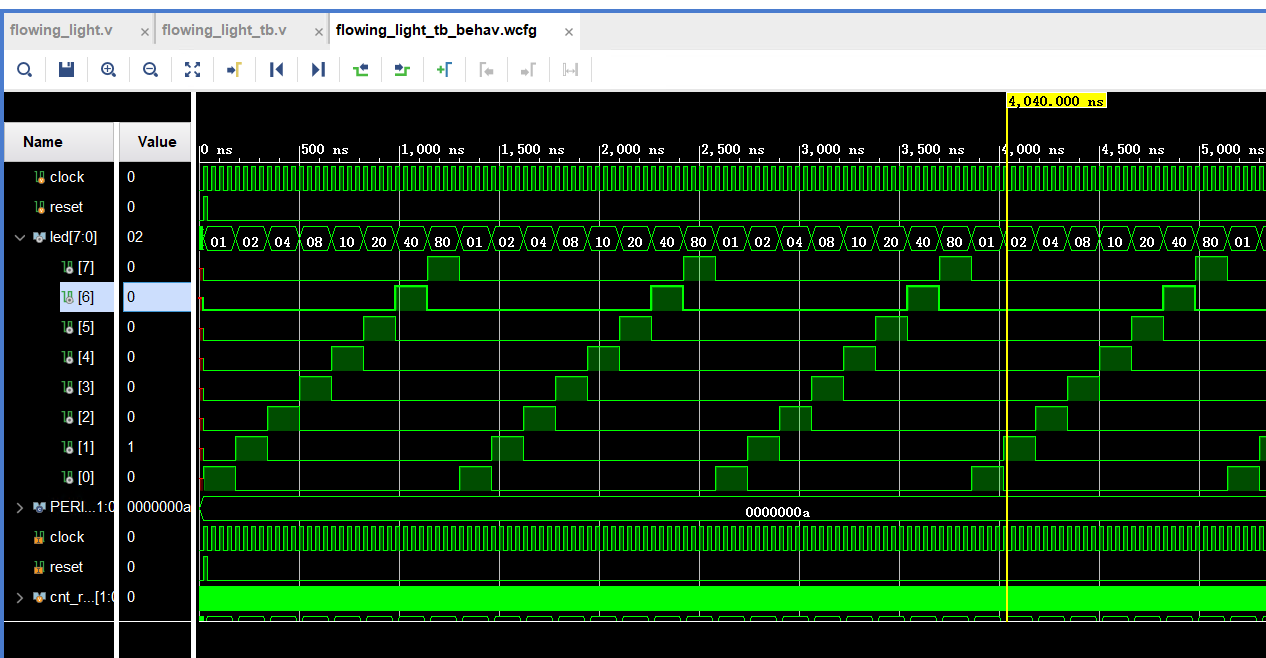 flowing_light.v × flowing_light_tb.v × flowing_light_tb_behav.wcfg ×
4,040.000 ns
Name Value 0 ns 500 ns 1,000 ns 1,500 ns 2,000 ns 2,500 ns 3,000 ns 3,500 ns 4,000 ns 4,500 ns 5,000 ns
clock 0
reset 0
led[7:0] 02 01 02 04 08 10 20 40 80 01 02 04 08 10 20 40 80 01 02 04 08 10 20 40 80 01 02 04 08 10 20 40 80 01
[7] 0
[6] 0
[5] 0
[4] 0
[3] 0
[2] 0
[1] 1
[0] 0
PERI...1:0 0000000a 0000000a
clock 0
reset 0
cnt_r...[1:0 0